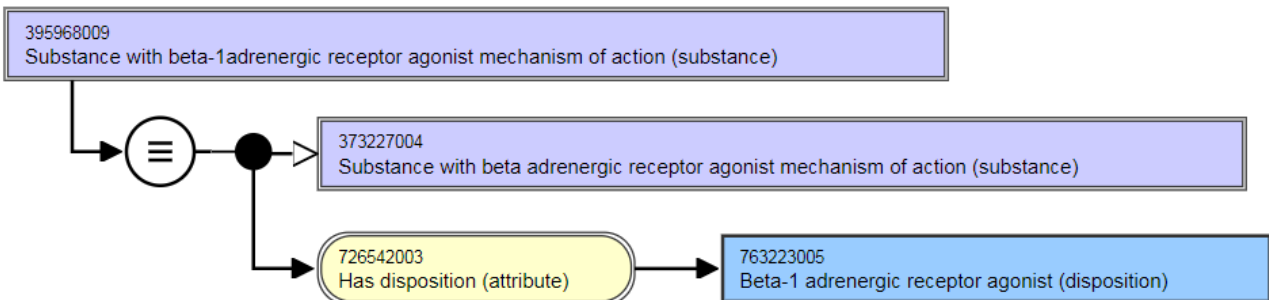 395968009
Substance with beta-1adrenergic receptor agonist mechanism of action (substance)
373227004
Substance with beta adrenergic receptor agonist mechanism of action (substance)
726542003
Has disposition (attribute)
763223005
Beta-1 adrenergic receptor agonist (disposition)